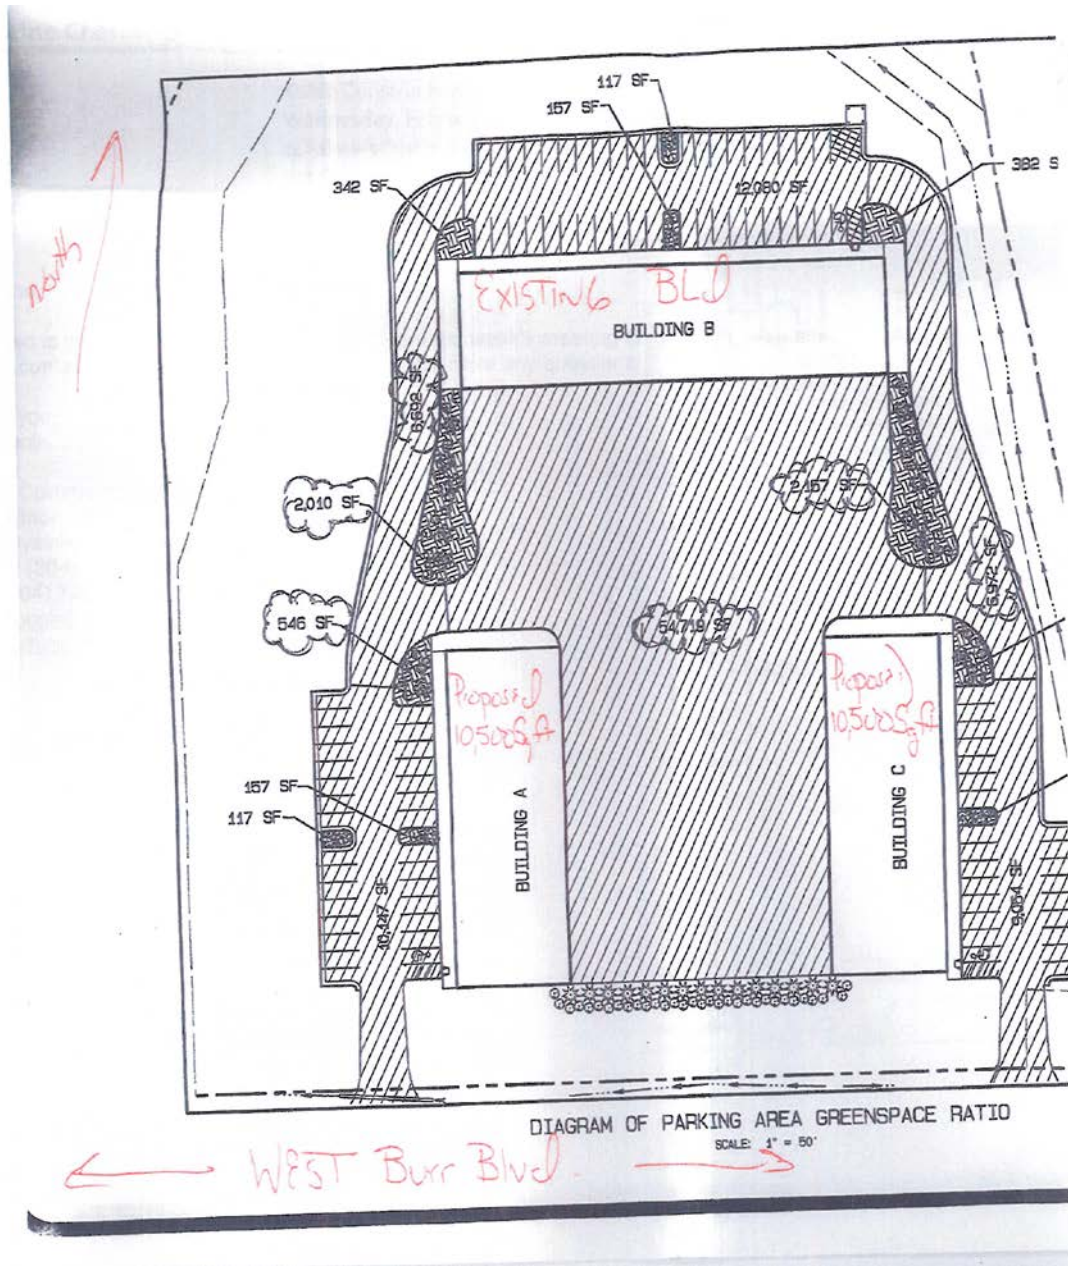 117 SF
157 SF
342 SF
12,080 SF
382 S
north
EXISTING BLD
BUILDING B
6,692 SF
2,010 SF
2,157 SF
6,972 SF
546 SF
54,719 SF
Proposed
10,500 Sq ft
Proposed
10,500 Sq ft
157 SF
117 SF
BUILDING A
BUILDING C
10,447 SF
9,054 SF
DIAGRAM OF PARKING AREA GREENSPACE RATIO
SCALE: 1" = 50'
WEST Burr Blvd.